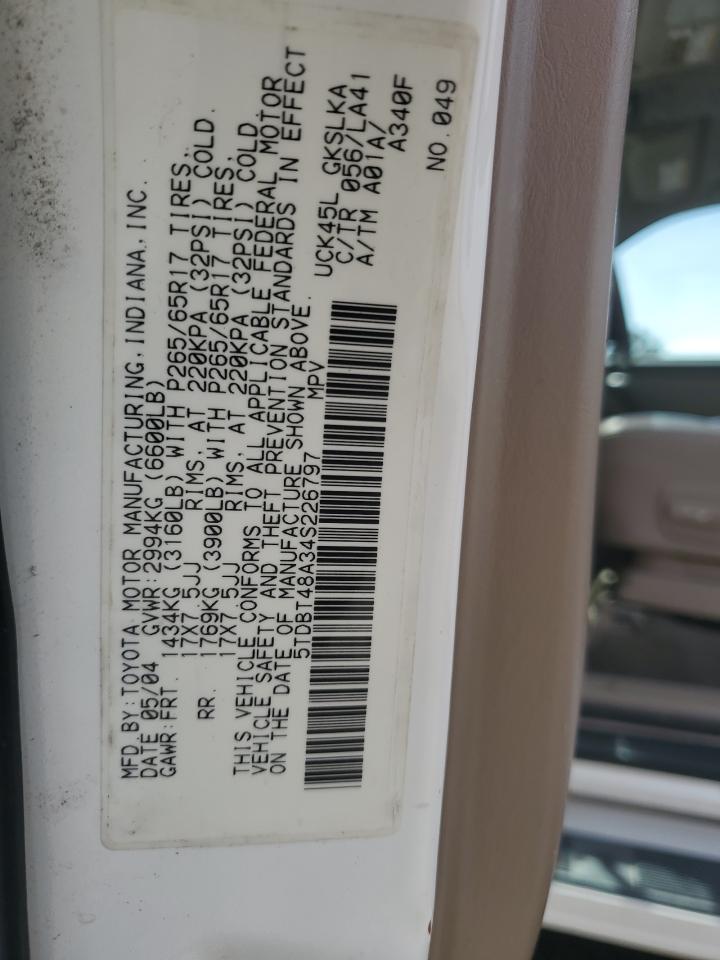 MFD.BY:TOYOTA MOTOR MANUFACTURING,INDIANA,INC.
DATE 05/04 GVWR:2994KG (6600LB)
GAWR:FRT. 1434KG (3160LB) WITH P265/65R17 TIRES,
17X7.5JJ RIMS, AT 220KPA (32PSI) COLD.
RR. 1769KG (3900LB) WITH P265/65R17 TIRES,
17X7.5JJ RIMS, AT 220KPA (32PSI) COLD.
THIS VEHICLE CONFORMS TO ALL APPLICABLE FEDERAL MOTOR
VEHICLE SAFETY AND THEFT PREVENTION STANDARDS IN EFFECT
ON THE DATE OF MANUFACTURE SHOWN ABOVE.
5TDBT48A34S226797 MPV
UCK45L GKSLKA
C/TR 056/LA41
A/TM A01A/
A340F
NO.049